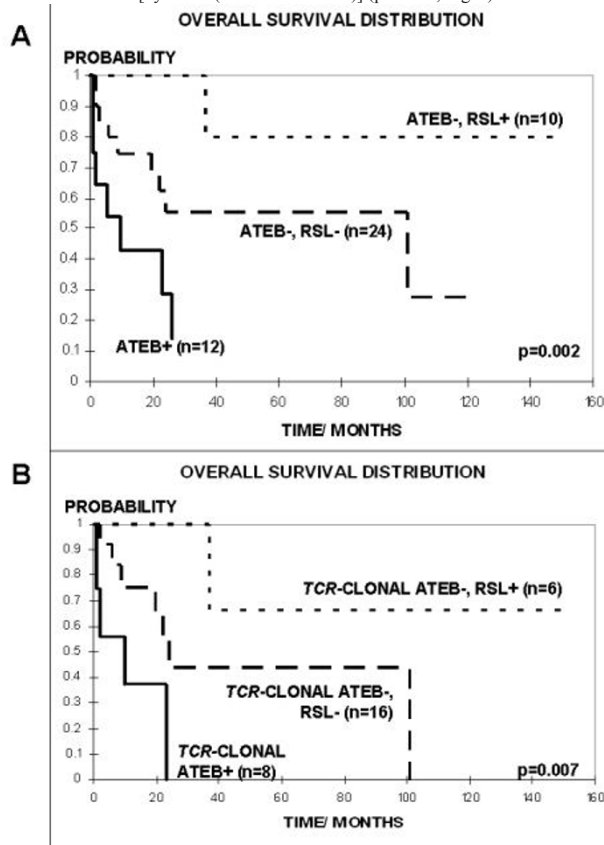 OVERALL SURVIVAL DISTRIBUTION
A
PROBABILITY
1
0.9
0.8
0.7
0.6
0.5
0.4
0.3
0.2
0.1
0
ATEB-, RSL+ (n=10)
ATEB-, RSL- (n=24)
ATEB+ (n=12)
p=0.002
0 20 40 60 80 100 120 140 160
TIME/ MONTHS
B
OVERALL SURVIVAL DISTRIBUTION
PROBABILITY
1
0.9
0.8
0.7
0.6
0.5
0.4
0.3
0.2
0.1
0
TCR-CLONAL ATEB-, RSL+ (n=6)
TCR-CLONAL ATEB-,
RSL- (n=16)
TCR-CLONAL
ATEB+ (n=8)
p=0.007
0 20 40 60 80 100 120 140 160
TIME/ MONTHS